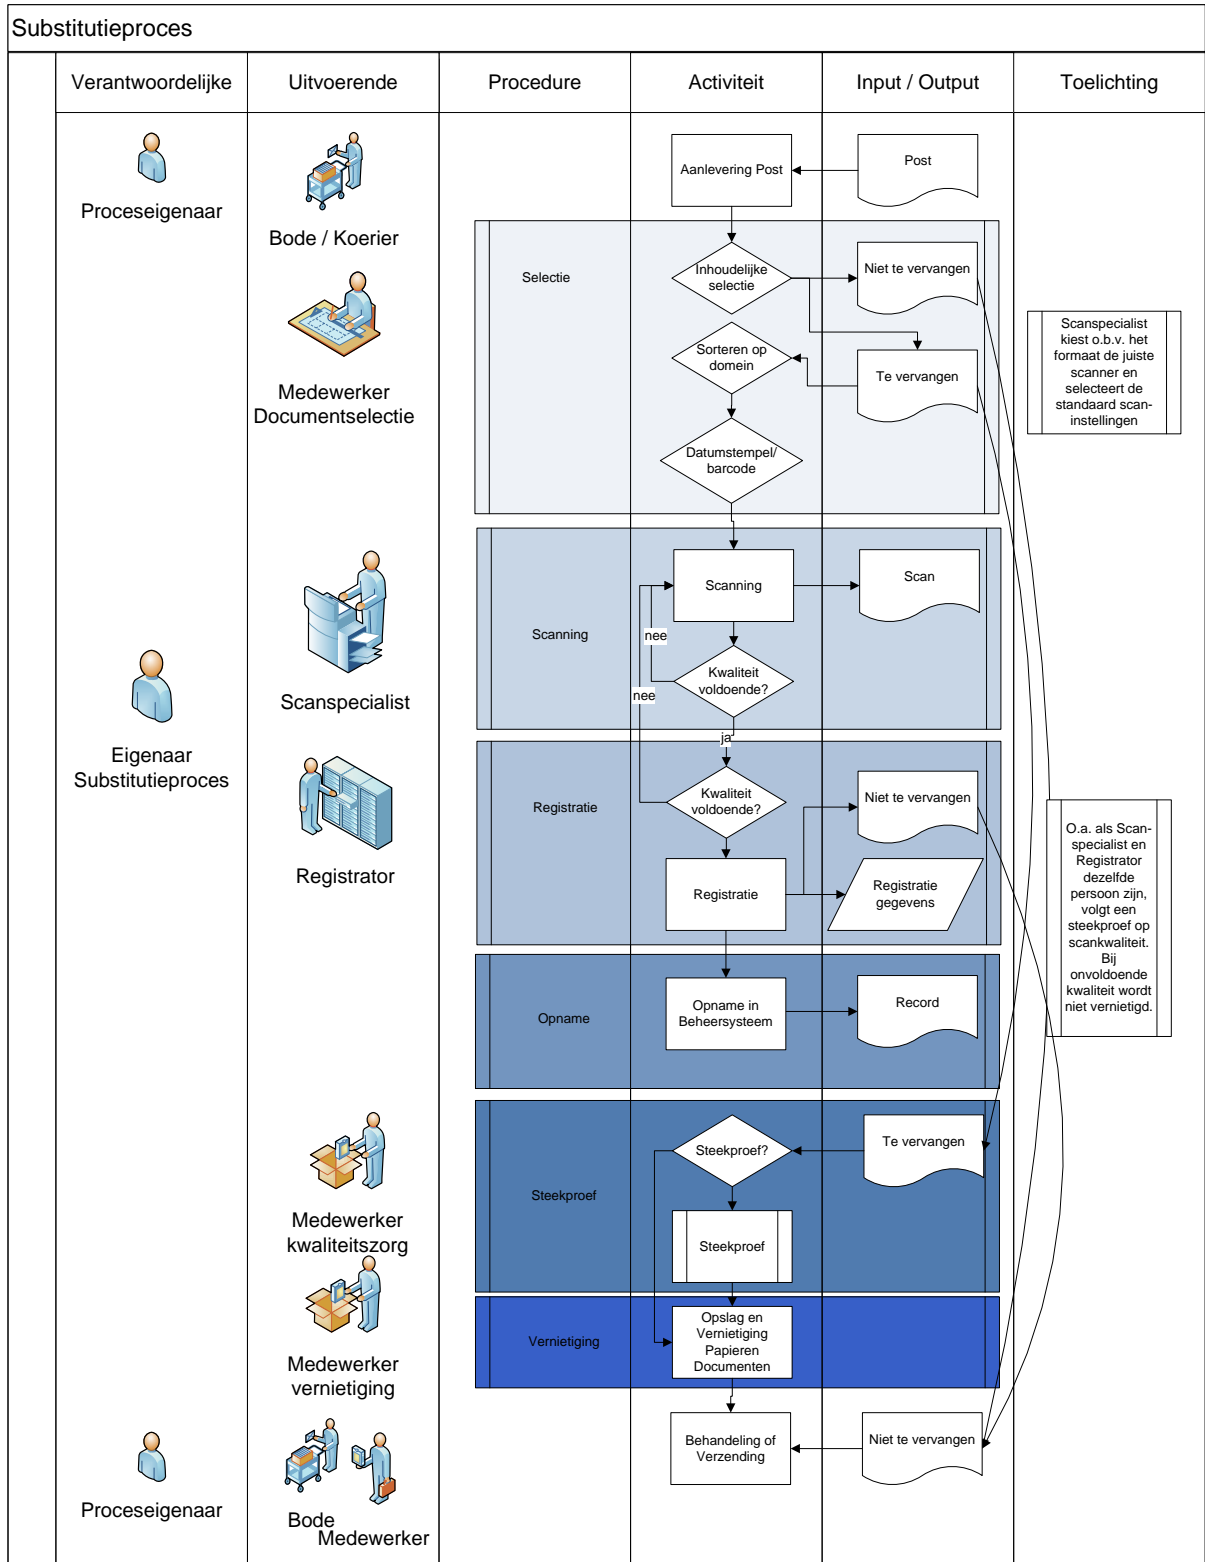 Substitutieproces
Verantwoordelijke
Uitvoerende
Procedure
Activiteit
Input / Output
Toelichting
Proceseigenaar
Bode / Koerier
Aanlevering Post
Post
Selectie
Inhoudelijke
selectie
Niet te vervangen
Medewerker
Documentselectie
Sorteren op
domein
Te vervangen
Scanspecialist
kiest o.b.v. het
formaat de juiste
scanner en
selecteert de
standaard scan-
instellingen
Datumstempel/
barcode
Scanspecialist
Scanning
Scanning
Scan
nee
Kwaliteit
voldoende?
nee
ja
Eigenaar
Substitutieproces
Registrator
Registratie
Kwaliteit
voldoende?
Niet te vervangen
Registratie
Registratie
gegevens
O.a. als Scan-
specialist en
Registrator
dezelfde
persoon zijn,
volgt een
steekproef op
scankwaliteit.
Bij
onvoldoende
kwaliteit wordt
niet vernietigd.
Opname
Opname in
Beheersysteem
Record
Medewerker
kwaliteitszorg
Steekproef
Steekproef?
Te vervangen
Steekproef
Medewerker
vernietiging
Vernietiging
Opslag en
Vernietiging
Papieren
Documenten
Proceseigenaar
Bode
Medewerker
Behandeling of
Verzending
Niet te vervangen